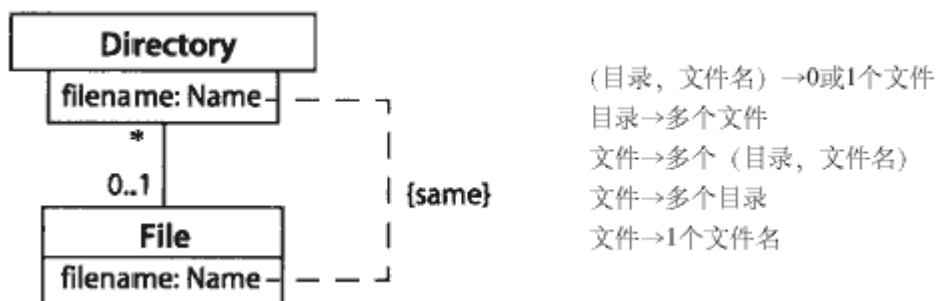 Directory
filename: Name
*
0..1
{same}
File
filename: Name
(目录，文件名) →0或1个文件
目录→多个文件
文件→多个 (目录，文件名)
文件→多个目录
文件→1个文件名